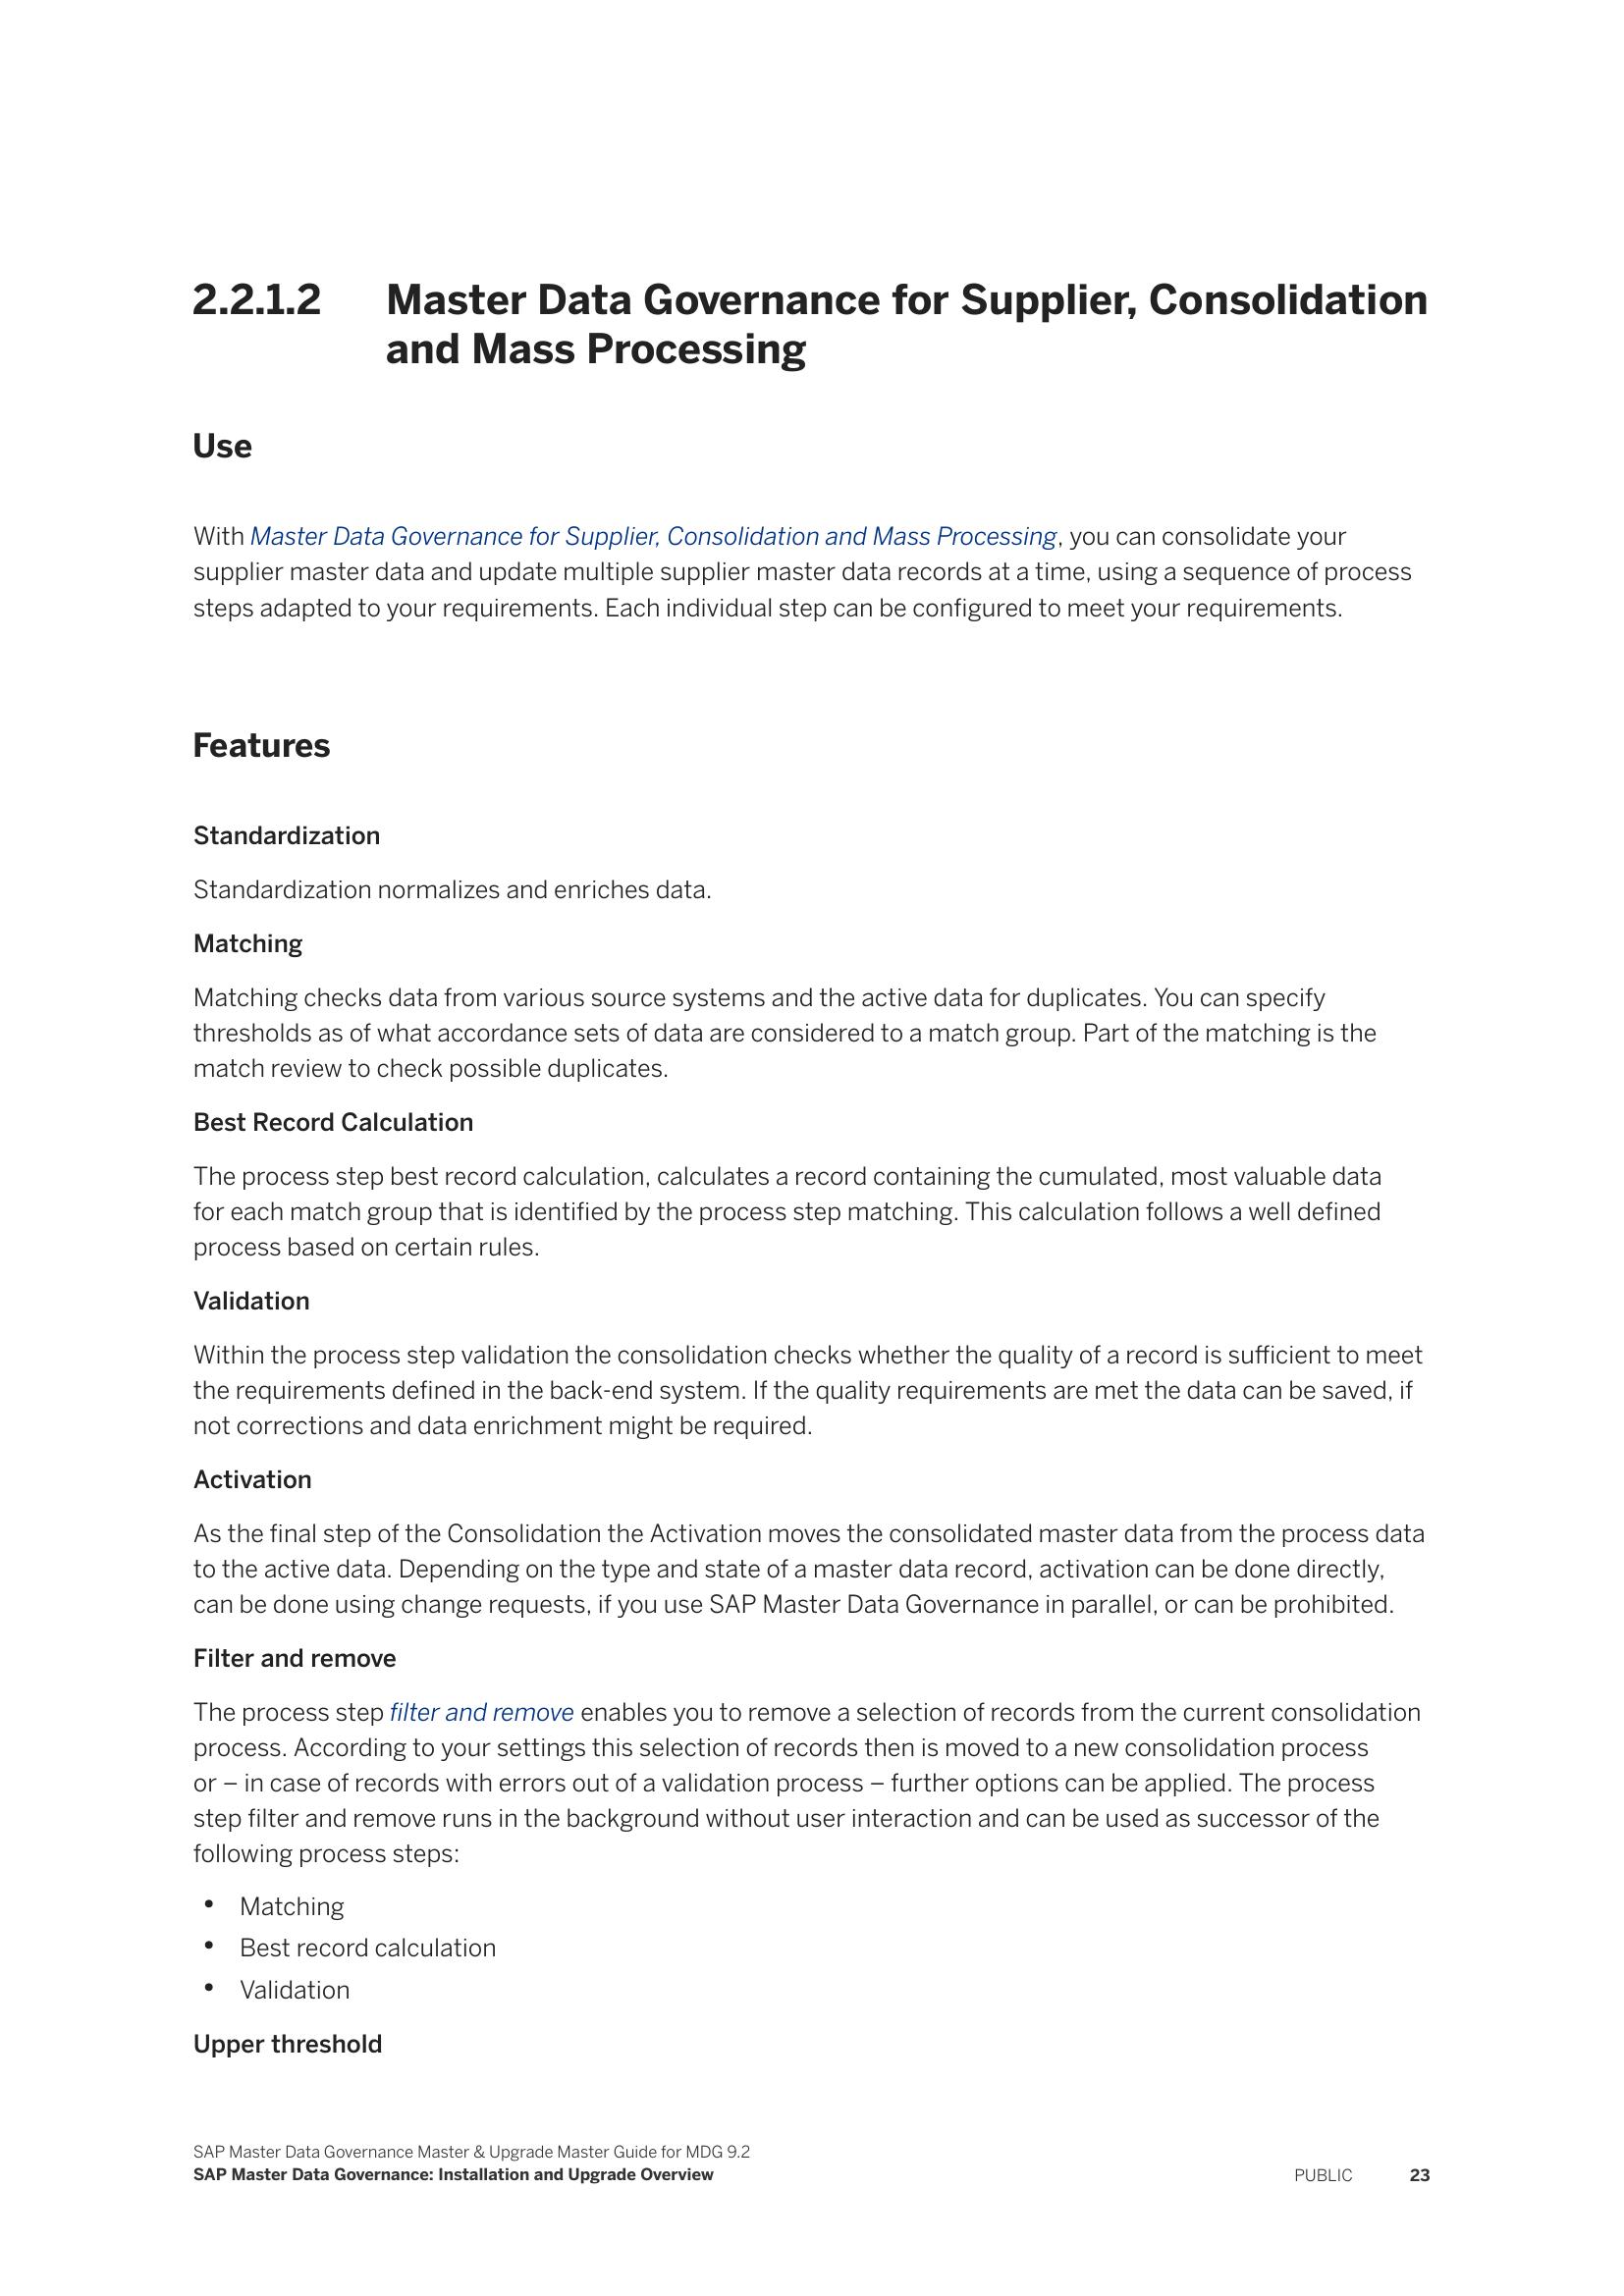 2.2.1.2 Master Data Governance for Supplier, Consolidation
and Mass Processing
Use
With Master Data Governance for Supplier, Consolidation and Mass Processing, you can consolidate your
supplier master data and update multiple supplier master data records at a time, using a sequence of process
steps adapted to your requirements. Each individual step can be configured to meet your requirements.
Features
Standardization
Standardization normalizes and enriches data.
Matching
Matching checks data from various source systems and the active data for duplicates. You can specify
thresholds as of what accordance sets of data are considered to a match group. Part of the matching is the
match review to check possible duplicates.
Best Record Calculation
The process step best record calculation, calculates a record containing the cumulated, most valuable data
for each match group that is identified by the process step matching. This calculation follows a well defined
process based on certain rules.
Validation
Within the process step validation the consolidation checks whether the quality of a record is sufficient to meet
the requirements defined in the back-end system. If the quality requirements are met the data can be saved, if
not corrections and data enrichment might be required.
Activation
As the final step of the Consolidation the Activation moves the consolidated master data from the process data
to the active data. Depending on the type and state of a master data record, activation can be done directly,
can be done using change requests, if you use SAP Master Data Governance in parallel, or can be prohibited.
Filter and remove
The process step filter and remove enables you to remove a selection of records from the current consolidation
process. According to your settings this selection of records then is moved to a new consolidation process
or – in case of records with errors out of a validation process – further options can be applied. The process
step filter and remove runs in the background without user interaction and can be used as successor of the
following process steps:
• Matching
• Best record calculation
• Validation
Upper threshold
SAP Master Data Governance Master & Upgrade Master Guide for MDG 9.2
SAP Master Data Governance: Installation and Upgrade Overview PUBLIC 23